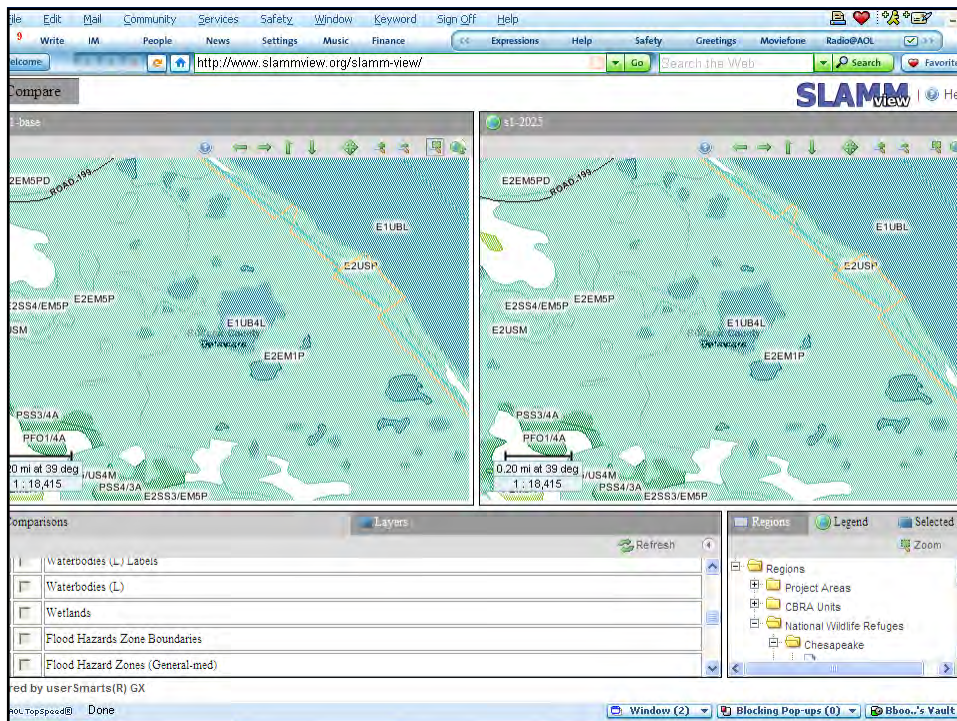 ile Edit Mail Community Services Safety Window Keyword Sign Off Help
9 Write IM People News Settings Music Finance << Expressions Help Safety Greetings Moviefone Radio@AOL >>
elcome http://www.slammview.org/slamm-view/ Go Search the Web Search Favorite
Compare SLAMM view | He
1-base
s1-2025
2EM5PD
ROAD-199
E1UBL
E2USP
E2SS4/EM5P
E2EM5P
USM
E1UB4L
E2EM1P
PSS3/4A
PFO1/4A
20 mi at 39 deg
1 : 18,415
/US4M
PSS4/3A
E2SS3/EM5P
E2EM5PD
ROAD-199
E1UBL
E2USP
E2SS4/EM5P
E2EM5P
E2USM
E1UB4L
E2EM1P
PSS3/4A
PFO1/4A
0.20 mi at 39 deg
1 : 18,415
/US4M
PSS4/3A
E2SS3/EM5P
omparisons Layers
Refresh
Waterbodies (L) Labels
Waterbodies (L)
Wetlands
Flood Hazards Zone Boundaries
Flood Hazard Zones (General-med)
Regions Legend Selected
Zoom
Regions
Project Areas
CBRA Units
National Wildlife Refuges
Chesapeake
red by userSmarts(R) GX
AOL TopSpeed® Done Window (2) Blocking Pop-ups (0) Bboo..'s Vault